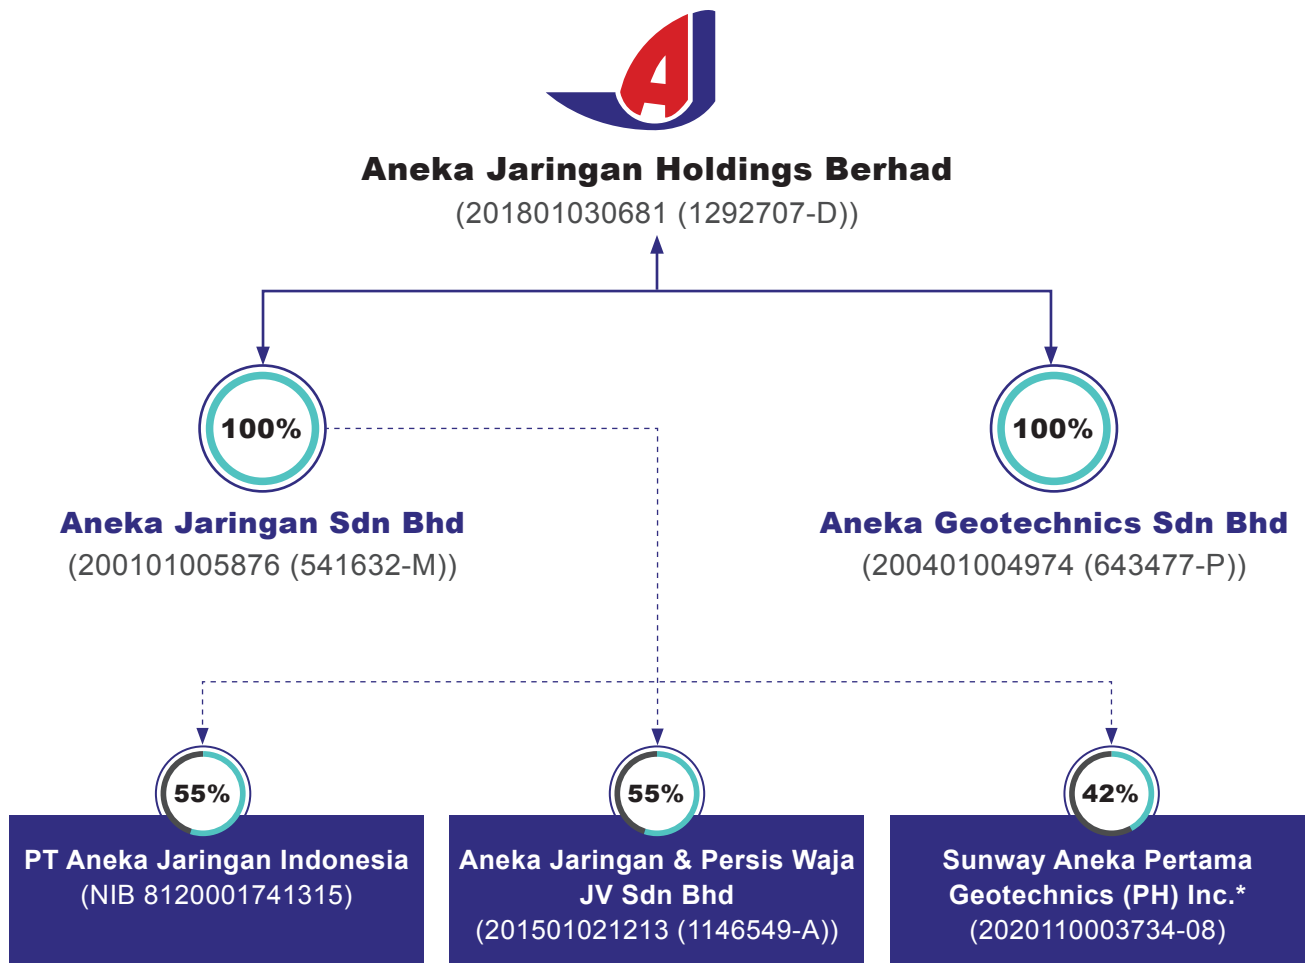 A
Aneka Jaringan Holdings Berhad
(201801030681 (1292707-D))
100%
100%
Aneka Jaringan Sdn Bhd
(200101005876 (541632-M))
Aneka Geotechnics Sdn Bhd
(200401004974 (643477-P))
55%
55%
42%
PT Aneka Jaringan Indonesia
(NIB 8120001741315)
Aneka Jaringan & Persis Waja
JV Sdn Bhd
(201501021213 (1146549-A))
Sunway Aneka Pertama
Geotechnics (PH) Inc.*
(2020110003734-08)